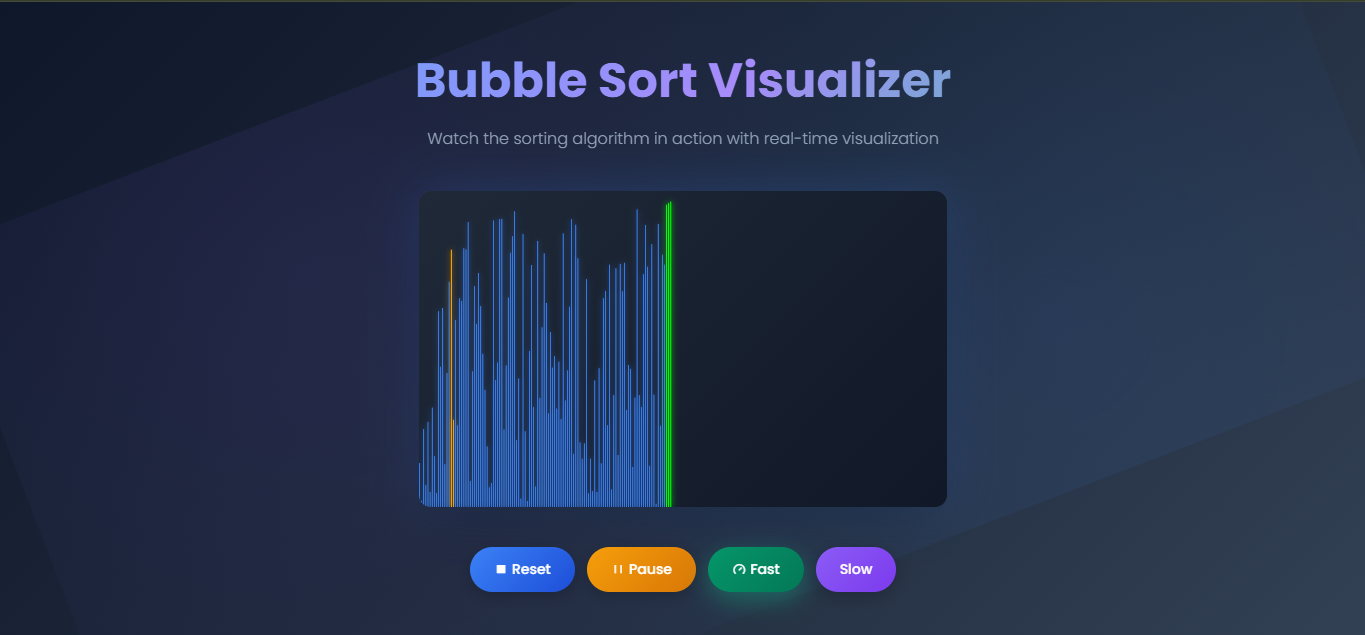 Bubble Sort Visualizer
Watch the sorting algorithm in action with real-time visualization
Reset Pause Fast Slow